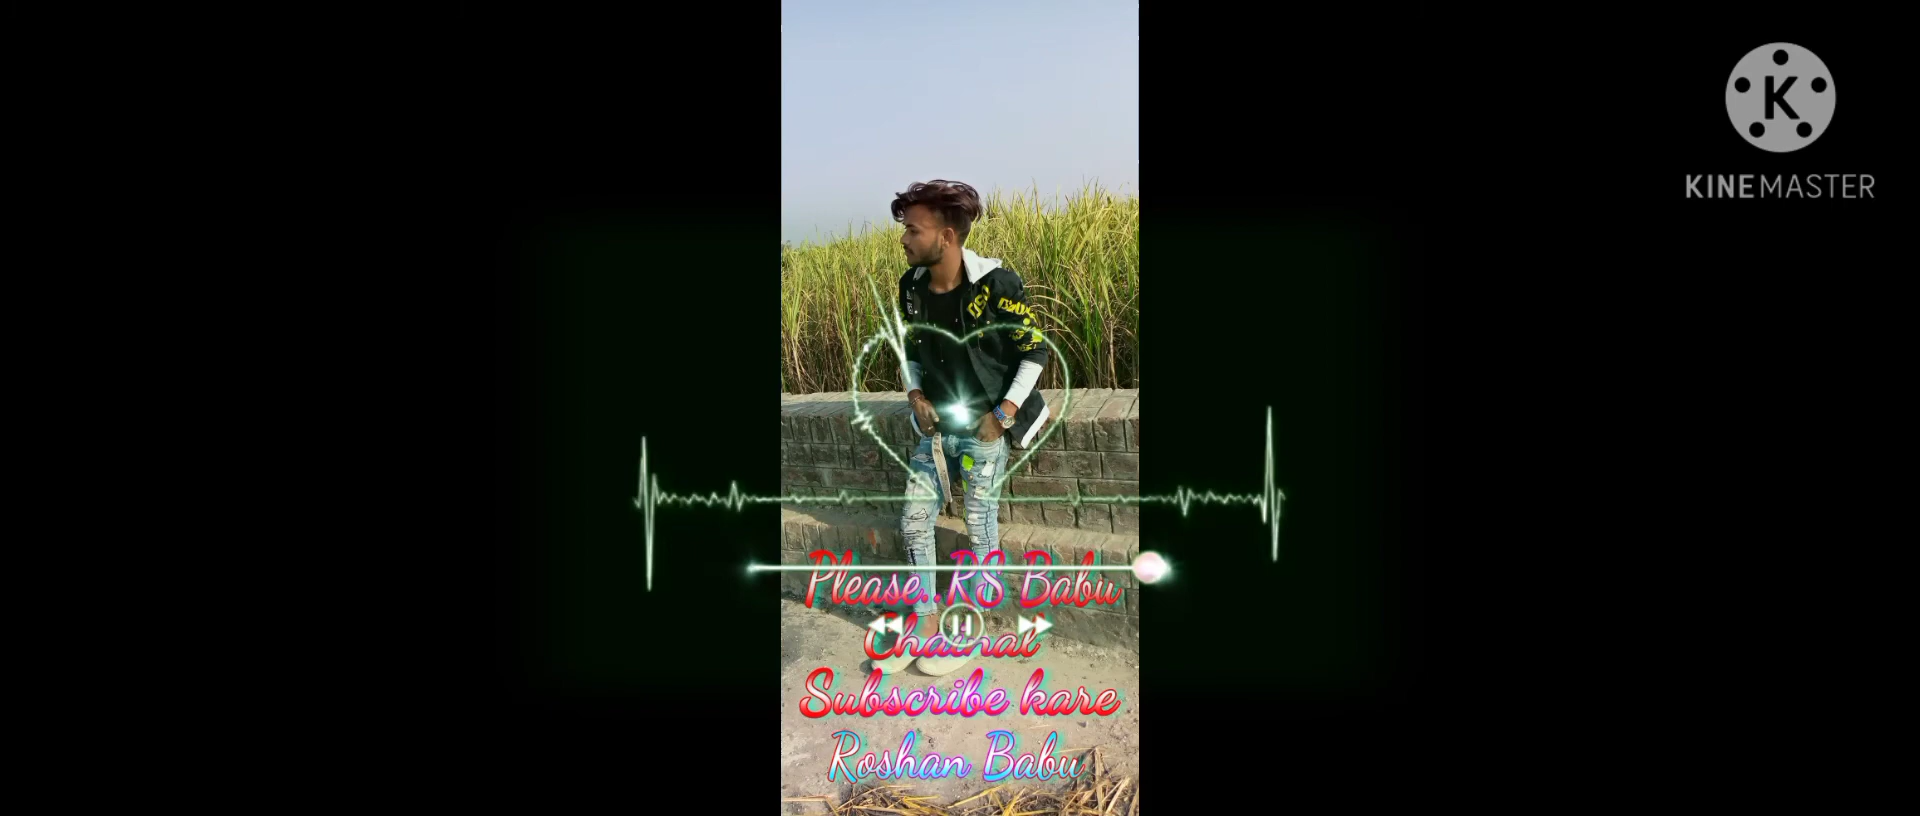 KINEMASTER
Please..RS Babu
Chainal
Subscribe kare
Roshan Babu